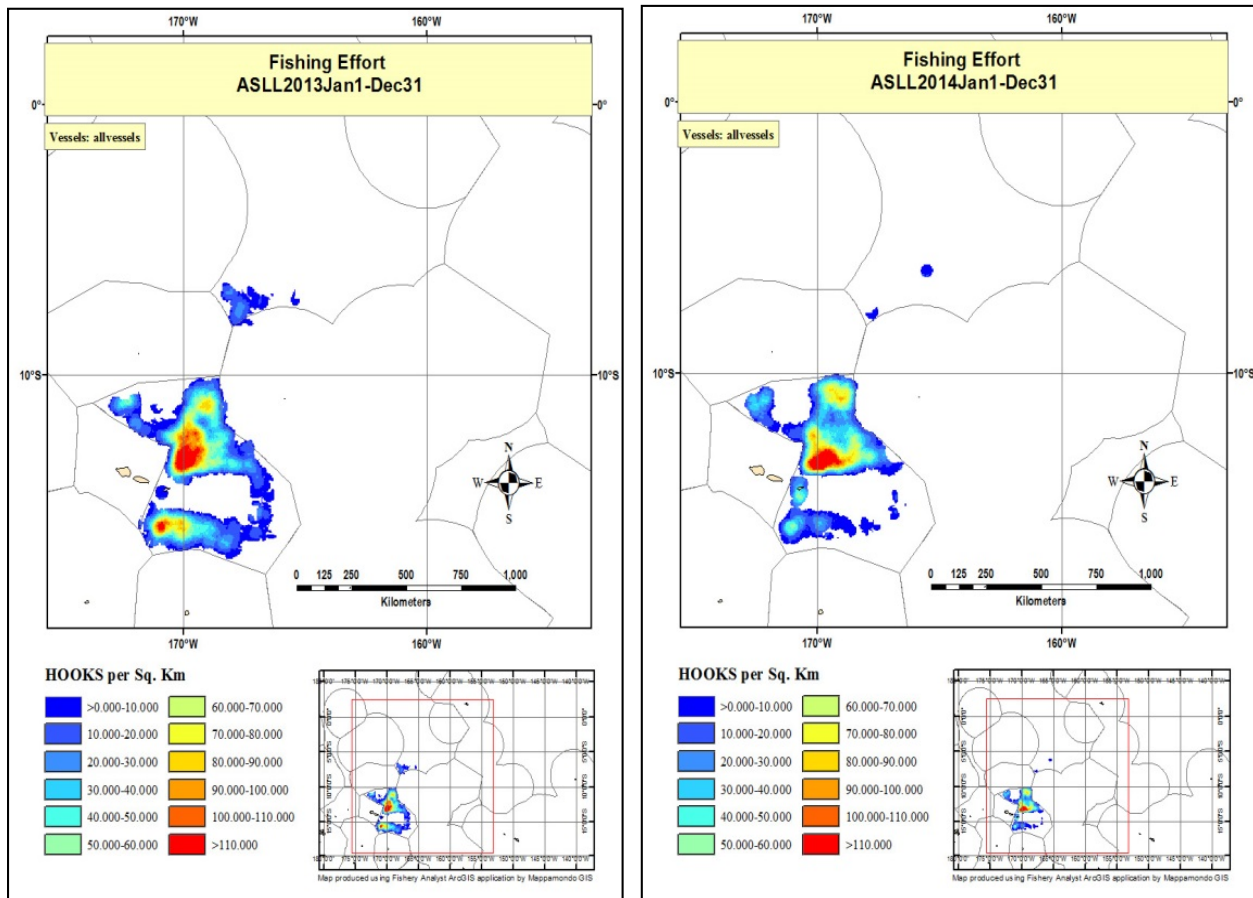 170°W
160°W
Fishing Effort
ASLL2013Jan1-Dec31
0°
0°
Vessels: allvessels
10°S
10°S
N
W
E
S
0 125 250 500 750 1,000
Kilometers
170°W
160°W
HOOKS per Sq. Km
>0.000-10.000
10.000-20.000
20.000-30.000
30.000-40.000
40.000-50.000
50.000-60.000
60.000-70.000
70.000-80.000
80.000-90.000
90.000-100.000
100.000-110.000
>110.000
Map produced using Fishery Analyst ArcGIS application by Mappamondo GIS
170°W
160°W
Fishing Effort
ASLL2014Jan1-Dec31
0°
0°
Vessels: allvessels
10°S
10°S
N
W
E
S
0 125 250 500 750 1,000
Kilometers
170°W
160°W
HOOKS per Sq. Km
>0.000-10.000
10.000-20.000
20.000-30.000
30.000-40.000
40.000-50.000
50.000-60.000
60.000-70.000
70.000-80.000
80.000-90.000
90.000-100.000
100.000-110.000
>110.000
Map produced using Fishery Analyst ArcGIS application by Mappamondo GIS